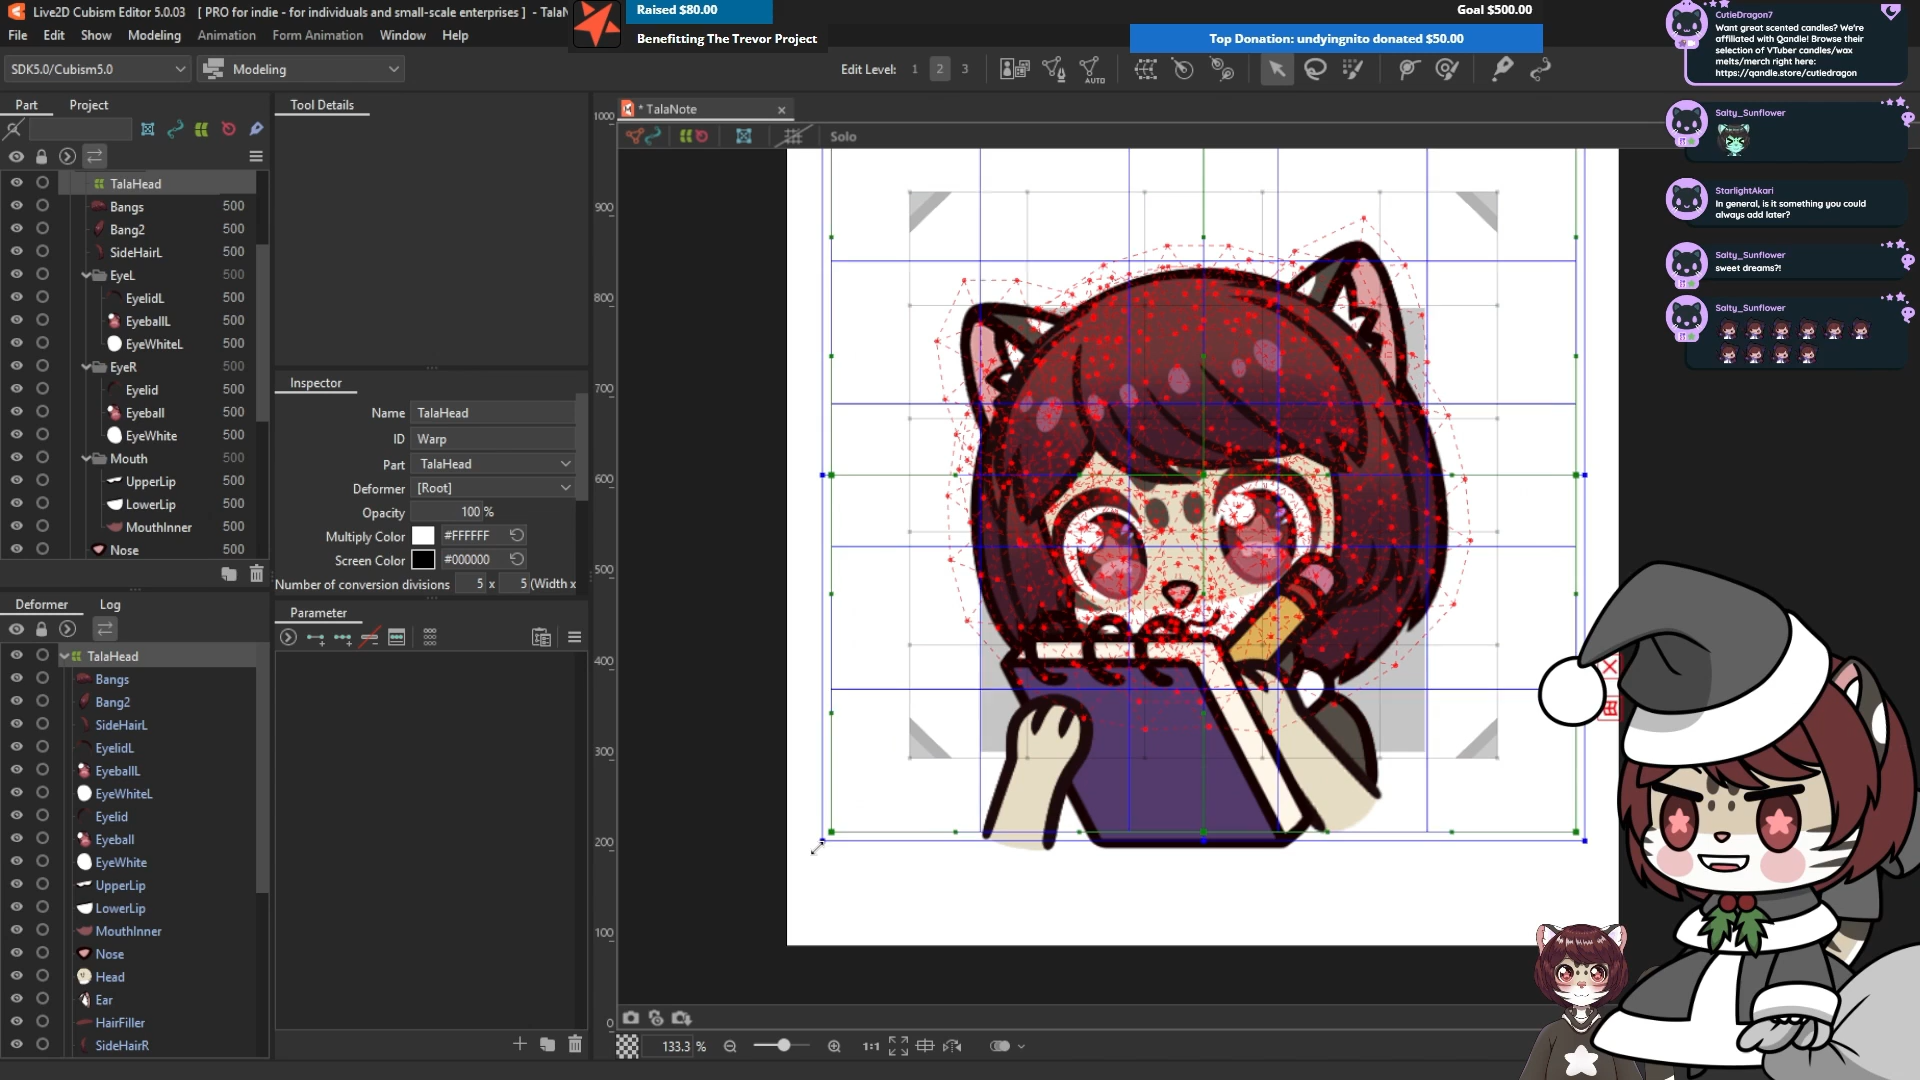 Live2D Cubism Editor 5.0.03 [ PRO for indie - for individuals and small-scale enterprises ] - TalaN
File Edit Show Modeling Animation Form Animation Window Help
Raised $80.00
Goal $500.00
Benefitting The Trevor Project
Top Donation: undyingnito donated $50.00
SDK5.0/Cubism5.0
Modeling
Edit Level: 1 2 3
AUTO
Part Project
Tool Details
* TalaNote
Solo
TalaHead
Bangs 500
Bang2 500
SideHairL 500
EyeL 500
EyelidL 500
EyeballL 500
EyeWhiteL 500
EyeR 500
Eyelid 500
Eyeball 500
EyeWhite 500
Mouth 500
UpperLip 500
LowerLip 500
MouthInner 500
Nose 500
Inspector
Name TalaHead
ID Warp
Part TalaHead
Deformer [Root]
Opacity 100 %
Multiply Color #FFFFFF
Screen Color #000000
Number of conversion divisions 5 x 5 (Width x
Parameter
Deformer Log
TalaHead
Bangs
Bang2
SideHairL
EyelidL
EyeballL
EyeWhiteL
Eyelid
Eyeball
EyeWhite
UpperLip
LowerLip
MouthInner
Nose
Head
Ear
HairFiller
SideHairR
1000
900
800
700
600
500
400
300
200
100
0
133.3 %
1:1
CutieDragon7
Want great scented candles? We're
affiliated with Qandle! Browse their
selection of VTuber candles/wax
melts/merch right here:
https://qandle.store/cutiedragon
Salty_Sunflower
StarlightAkari
In general, is it something you could
always add later?
Salty_Sunflower
sweet dreams?!
Salty_Sunflower